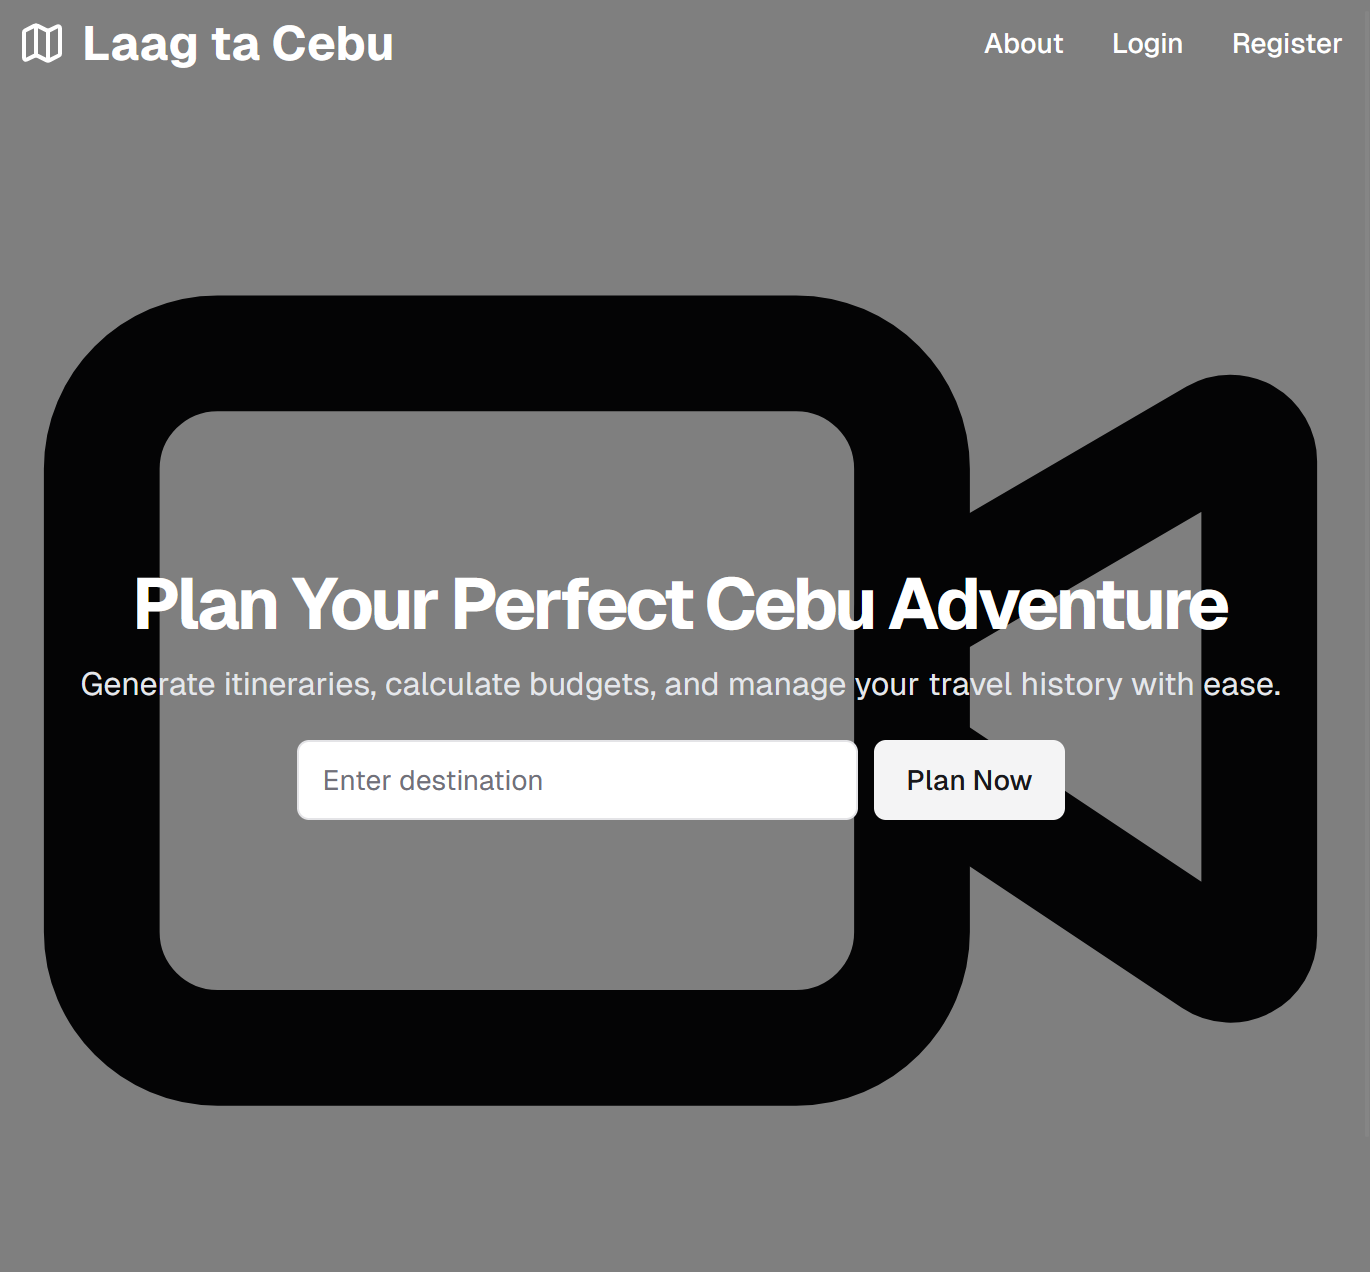 Laag ta Cebu
About
Login
Register
Plan Your Perfect Cebu Adventure
Generate itineraries, calculate budgets, and manage your travel history with ease.
Enter destination
Plan Now